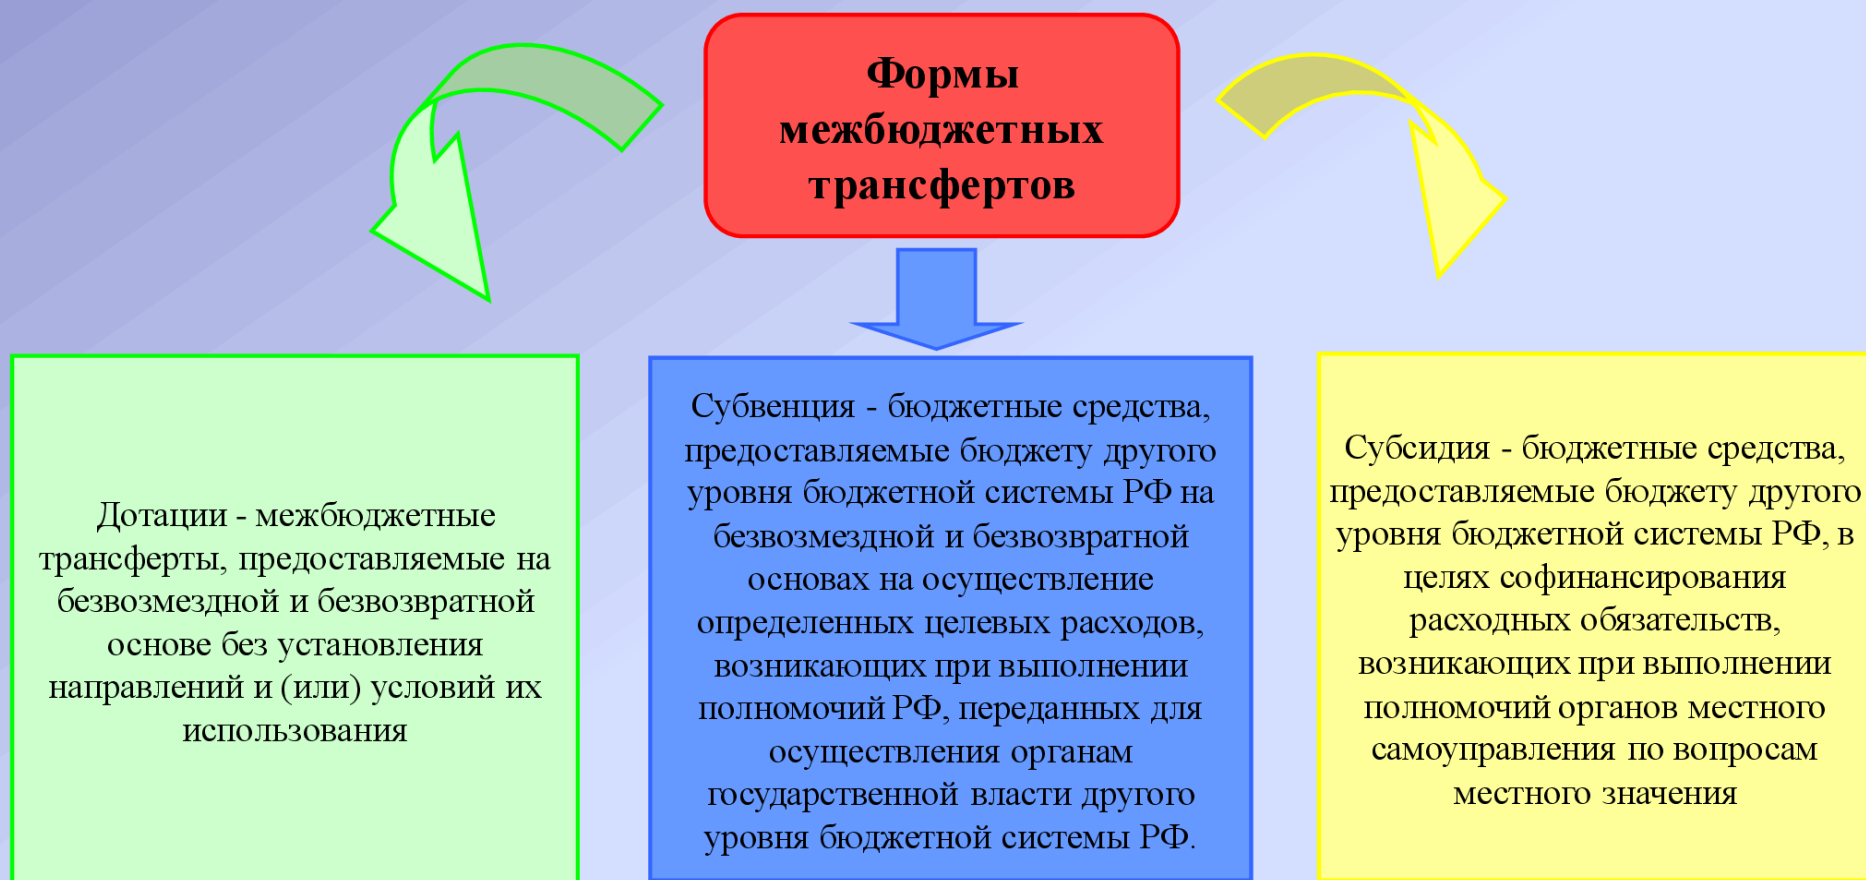 Формы
межбюджетных
трансфертов
Дотации - межбюджетные
трансферты, предоставляемые на
безвозмездной и безвозвратной
основе без установления
направлений и (или) условий их
использования
Субвенция - бюджетные средства,
предоставляемые бюджету другого
уровня бюджетной системы РФ на
безвозмездной и безвозвратной
основах на осуществление
определенных целевых расходов,
возникающих при выполнении
полномочий РФ, переданных для
осуществления органам
государственной власти другого
уровня бюджетной системы РФ.
Субсидия - бюджетные средства,
предоставляемые бюджету другого
уровня бюджетной системы РФ, в
целях софинансирования
расходных обязательств,
возникающих при выполнении
полномочий органов местного
самоуправления по вопросам
местного значения